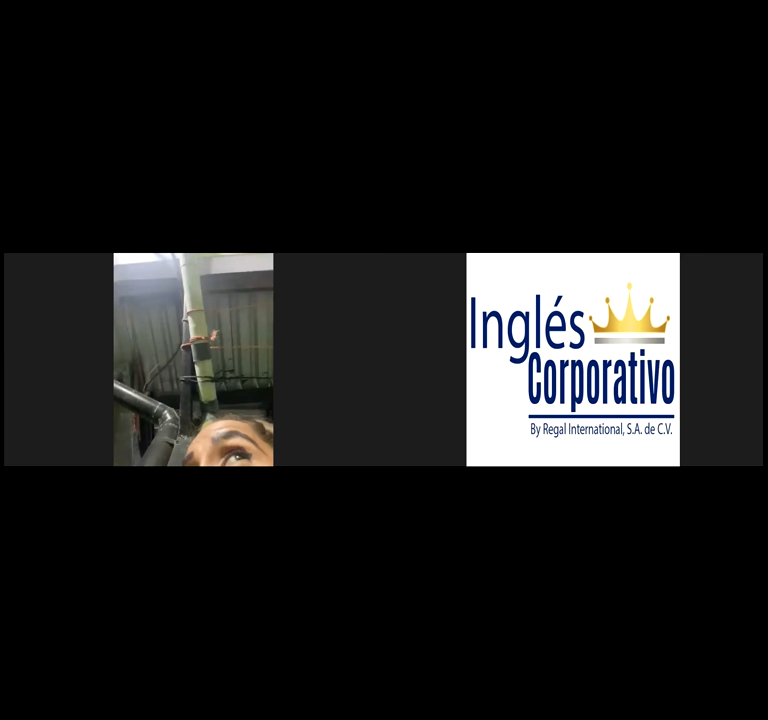 Inglés
Corporativo
By Regal International, S.A. de C.V.